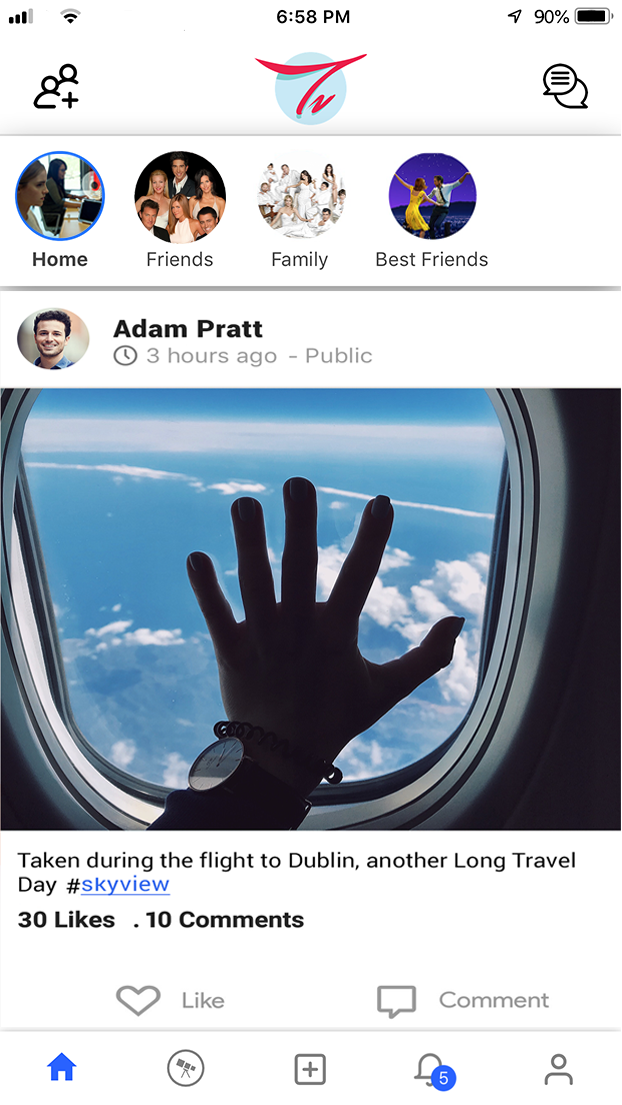 6:58 PM
90%
Tv
Home
Friends
Family
Best Friends
Adam Pratt
3 hours ago - Public
Taken during the flight to Dublin, another Long Travel
Day #skyview
30 Likes . 10 Comments
Like
Comment
5